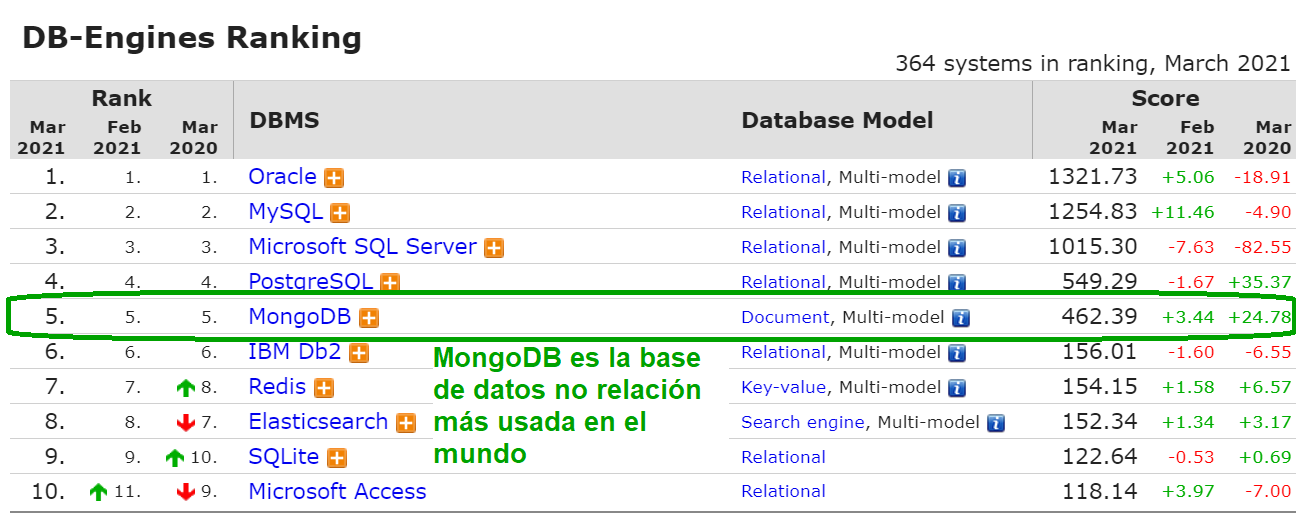 DB-Engines Ranking
364 systems in ranking, March 2021
Rank DBMS Database Model Score
Mar 2021 Feb 2021 Mar 2020 Mar 2021 Feb 2021 Mar 2020
1. 1. 1. Oracle Relational, Multi-model 1321.73 +5.06 -18.91
2. 2. 2. MySQL Relational, Multi-model 1254.83 +11.46 -4.90
3. 3. 3. Microsoft SQL Server Relational, Multi-model 1015.30 -7.63 -82.55
4. 4. 4. PostgreSQL Relational, Multi-model 549.29 -1.67 +35.37
5. 5. 5. MongoDB Document, Multi-model 462.39 +3.44 +24.78
6. 6. 6. IBM Db2 Relational, Multi-model 156.01 -1.60 -6.55
7. 7. 8. Redis Key-value, Multi-model 154.15 +1.58 +6.57
8. 8. 7. Elasticsearch Search engine, Multi-model 152.34 +1.34 +3.17
9. 9. 10. SQLite Relational 122.64 -0.53 +0.69
10. 11. 9. Microsoft Access Relational 118.14 +3.97 -7.00
MongoDB es la base
de datos no relación
más usada en el
mundo